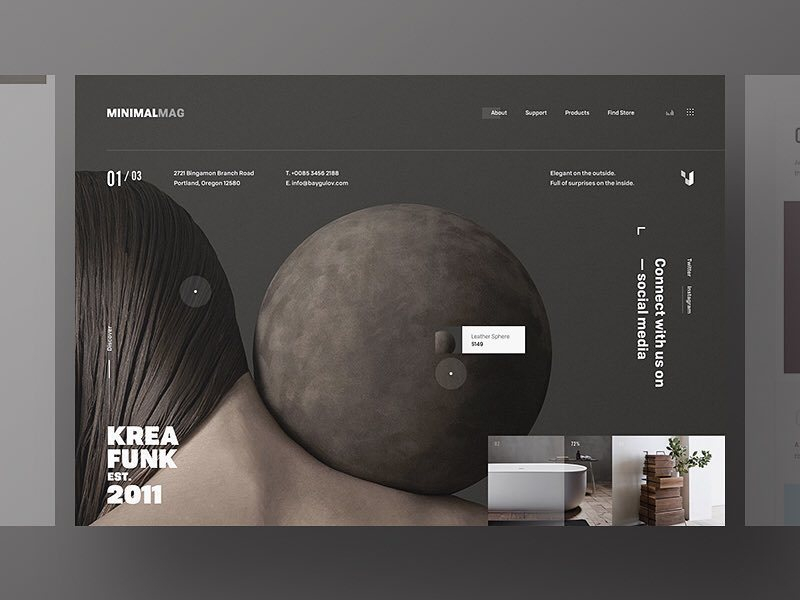 MINIMALMAG
About Support Products Find Store
01 / 03
2721 Bingamon Branch Road
Portland, Oregon 12580
T. +0085 3456 2188
E. info@baygulov.com
Elegant on the outside.
Full of surprises on the inside.
Twitter Instagram
Connect with us on
— social media
Discover
Leather Sphere
$149
KREA
FUNK
EST.
2011
02
72%